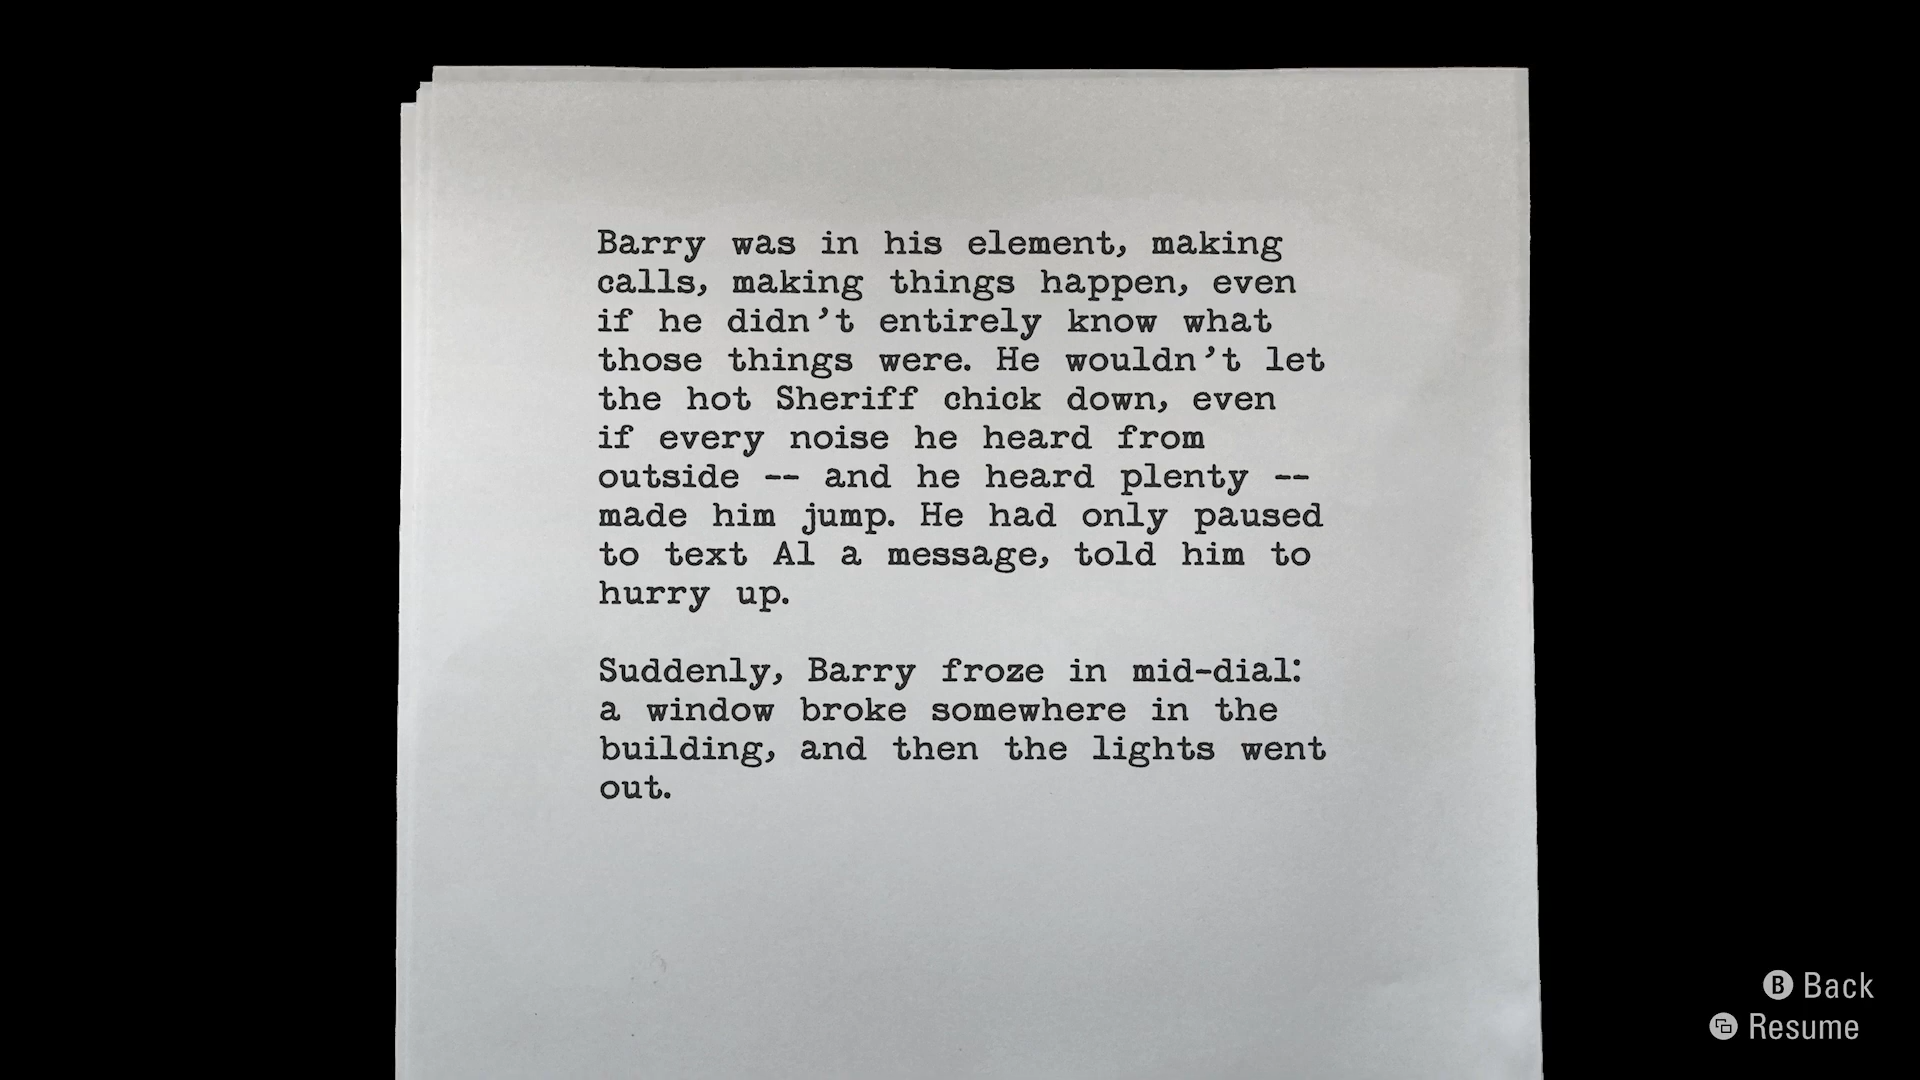 Barry was in his element, making
calls, making things happen, even
if he didn't entirely know what
those things were. He wouldn't let
the hot Sheriff chick down, even
if every noise he heard from
outside -- and he heard plenty --
made him jump. He had only paused
to text Al a message, told him to
hurry up.
Suddenly, Barry froze in mid-dial:
a window broke somewhere in the
building, and then the lights went
out.
B Back
Resume